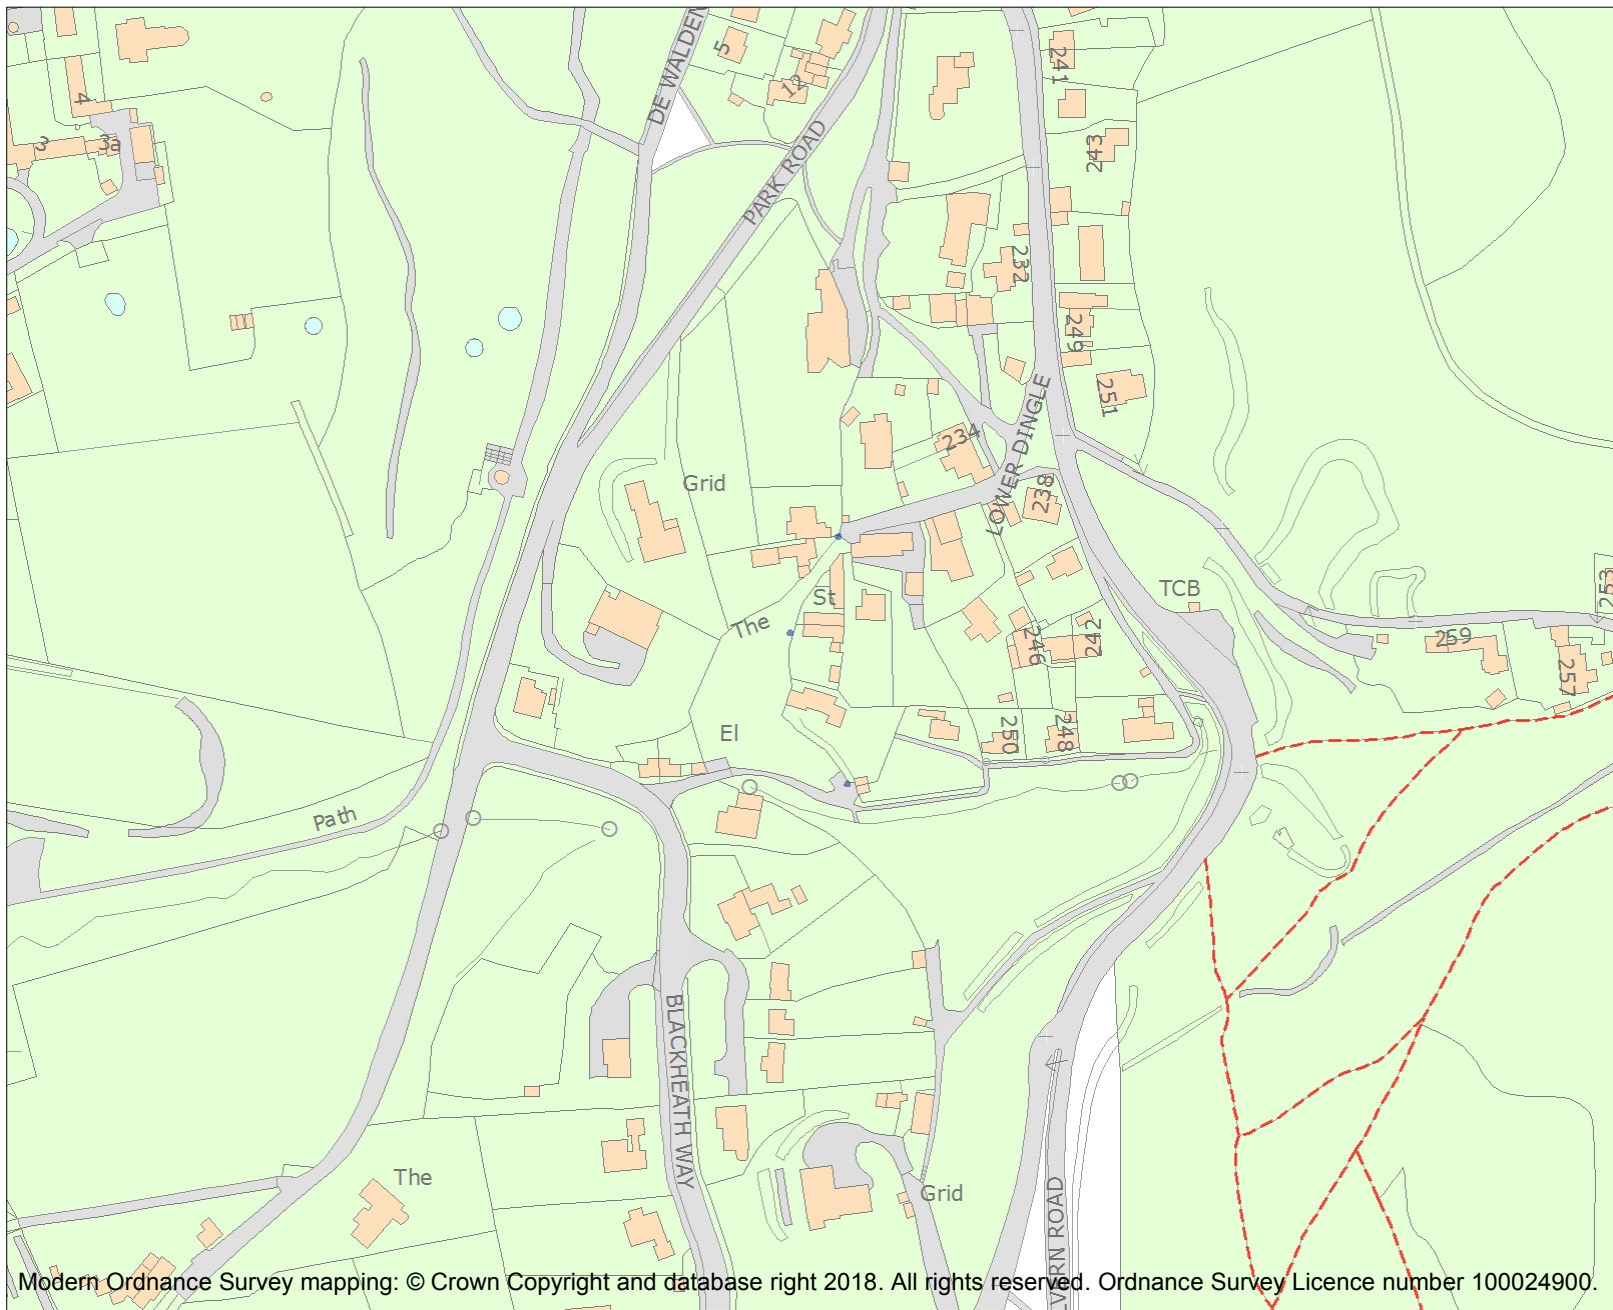 5
DE WALDEN
12
PARK ROAD
241
4
3
3a
243
232
249
251
LOWER DINGLE
234
Grid
238
TCB
253
St
The
246
242
259
257
El
250
248
Path
BLACKHEATH WAY
The
Grid
VERN ROAD
Modern Ordnance Survey mapping: © Crown Copyright and database right 2018. All rights reserved. Ordnance Survey Licence number 100024900.